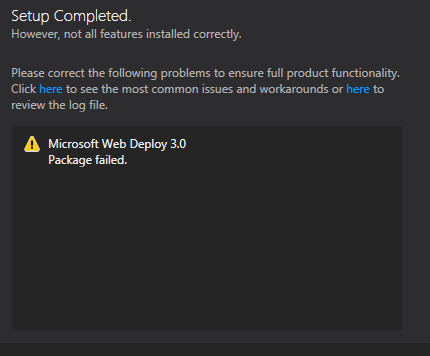 Setup Completed.
However, not all features installed correctly.
Please correct the following problems to ensure full product functionality.
Click here to see the most common issues and workarounds or here to
review the log file.
Microsoft Web Deploy 3.0
Package failed.